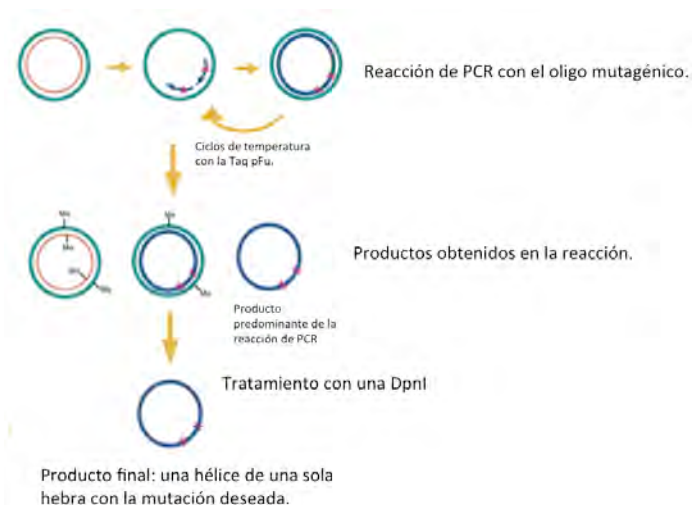 Reacción de PCR con el oligo mutagénico.
Ciclos de temperatura
con la Taq pFu.
Me
Me
Me
Me
Me
Me
Productos obtenidos en la reacción.
Producto
predominante de la
reacción de PCR
Tratamiento con una DpnI
Producto final: una hélice de una sola
hebra con la mutación deseada.